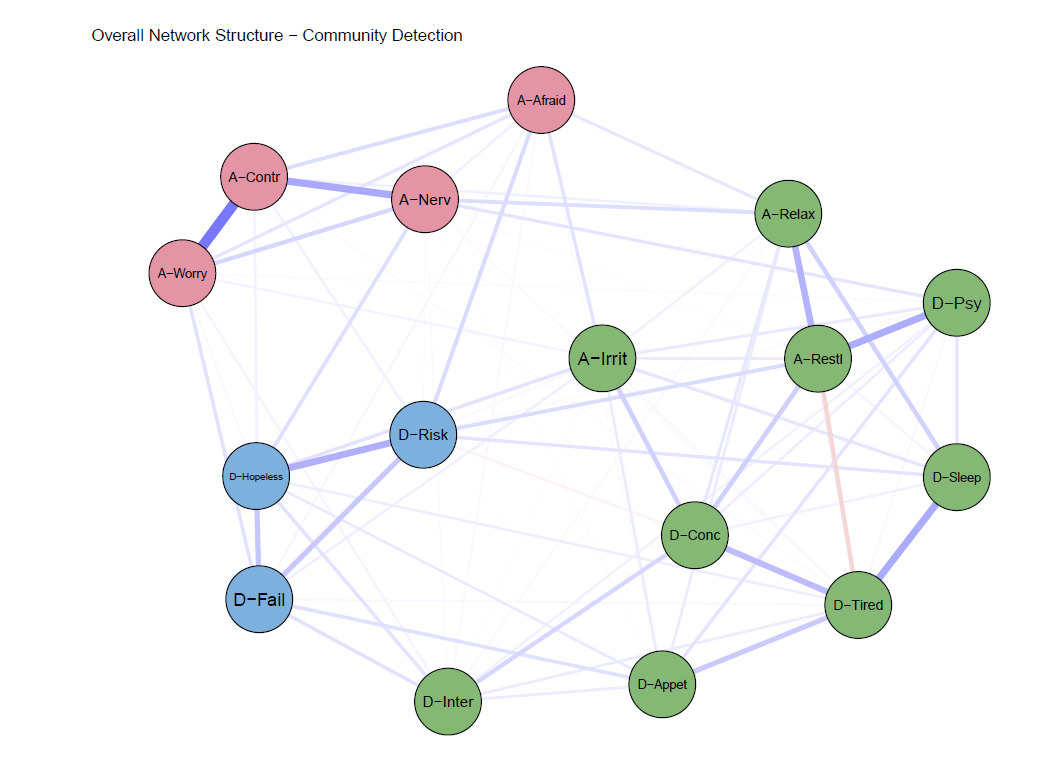 Overall Network Structure − Community Detection
A−Afraid
A−Contr
A−Nerv
A−Relax
A−Worry
D−Psy
A−Irrit
A−Restl
D−Risk
D−Hopeless
D−Sleep
D−Conc
D−Fail
D−Tired
D−Appet
D−Inter